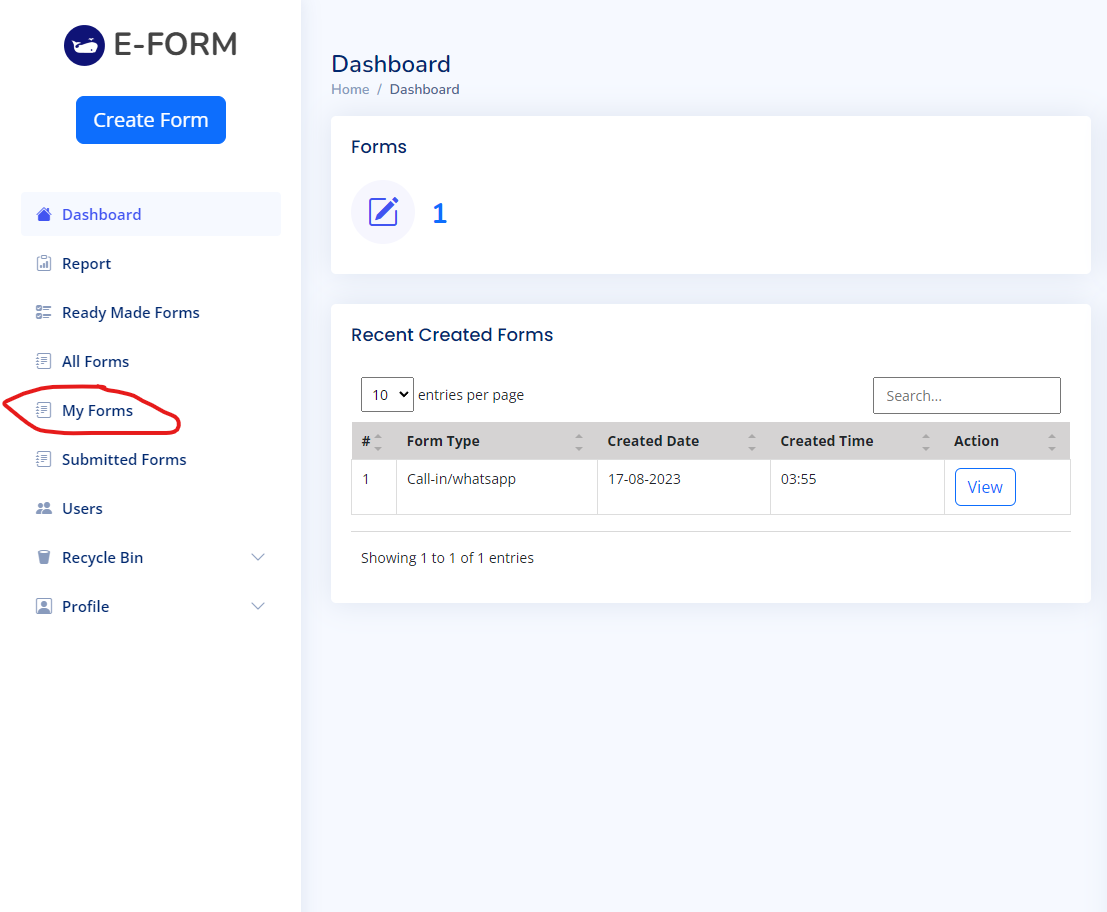 E-FORM
Create Form
Dashboard
Report
Ready Made Forms
All Forms
My Forms
Submitted Forms
Users
Recycle Bin
Profile
Dashboard
Home / Dashboard
Forms
1
Recent Created Forms
10 entries per page Search...
# Form Type Created Date Created Time Action
1 Call-in/whatsapp 17-08-2023 03:55 View
Showing 1 to 1 of 1 entries